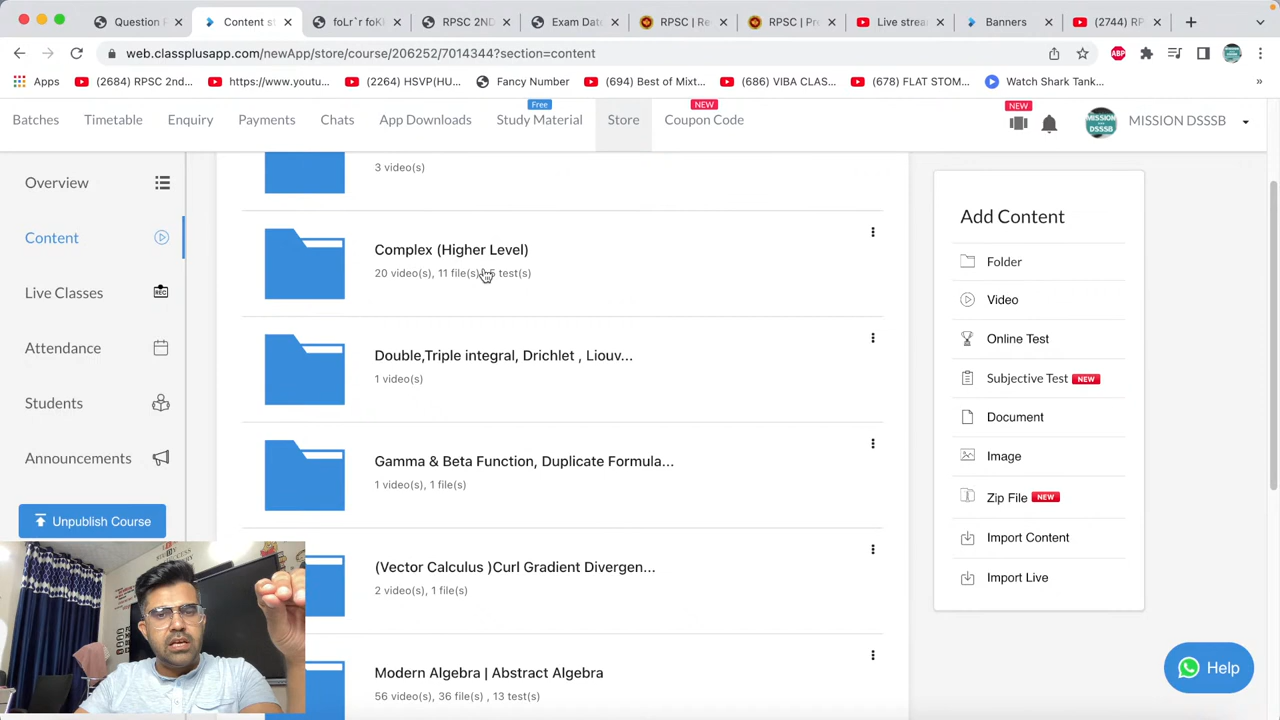 Question F
Content st
foLr`r foKI
RPSC 2ND
Exam Date
RPSC | Re
RPSC | Pre
Live strea
Banners
(2744) RP
web.classplusapp.com/newApp/store/course/206252/7014344?section=content
Apps
(2684) RPSC 2nd...
https://www.youtu...
(2264) HSVP(HU...
Fancy Number
(694) Best of Mixt...
(686) VIBA CLAS...
(678) FLAT STOM...
Watch Shark Tank...
»
ABP
Batches
Timetable
Enquiry
Payments
Chats
App Downloads
Free
Study Material
Store
NEW
Coupon Code
NEW
MISSION DSSSB
MISSION DSSSB
Overview
Content
Live Classes
REC
Attendance
Students
Announcements
Unpublish Course
3 video(s)
Complex (Higher Level)
20 video(s), 11 file(s), 5 test(s)
Double,Triple integral, Drichlet , Liouv...
1 video(s)
Gamma & Beta Function, Duplicate Formula...
1 video(s), 1 file(s)
(Vector Calculus )Curl Gradient Divergen...
2 video(s), 1 file(s)
Modern Algebra | Abstract Algebra
56 video(s), 36 file(s) , 13 test(s)
Add Content
Folder
Video
Online Test
Subjective Test NEW
Document
Image
Zip File NEW
Import Content
Import Live
Help